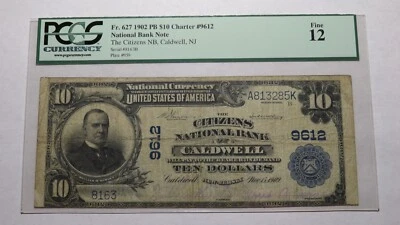 PCGS
CURRENCY
Fr. 627 1902 PB $10 Charter #9612
National Bank Note
The Citizens NB, Caldwell, NJ
Fine
12
National Currency
UNITED STATES OF AMERICA
10
A813285K
10
THE
CITIZENS
NATIONAL BANK
OF
CALDWELL
9612
9612
TEN DOLLARS
10
8163